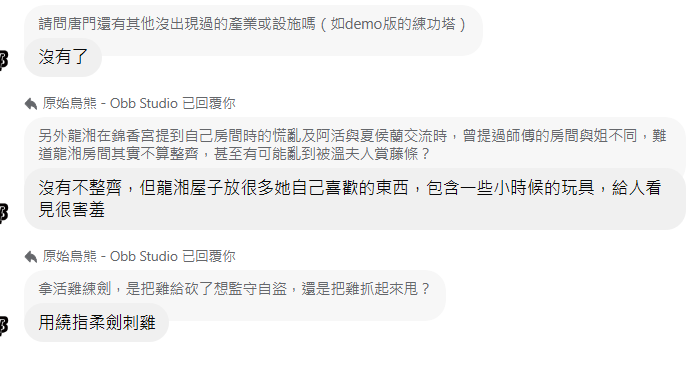 請問唐門還有其他沒出現過的產業或設施嗎（如demo版的練功塔）
沒有了
原始鳥熊 - Obb Studio 已回覆你
另外龍湘在錦香宮提到自己房間時的慌亂及阿活與夏侯蘭交流時，曾提過師傅的房間與姐不同，難
道龍湘房間其實不算整齊，甚至有可能亂到被溫夫人賞藤條？
沒有不整齊，但龍湘屋子放很多她自己喜歡的東西，包含一些小時候的玩具，給人看
見很害羞
原始鳥熊 - Obb Studio 已回覆你
拿活雞練劍，是把雞給砍了想監守自盜，還是把雞抓起來甩？
用繞指柔劍刺雞